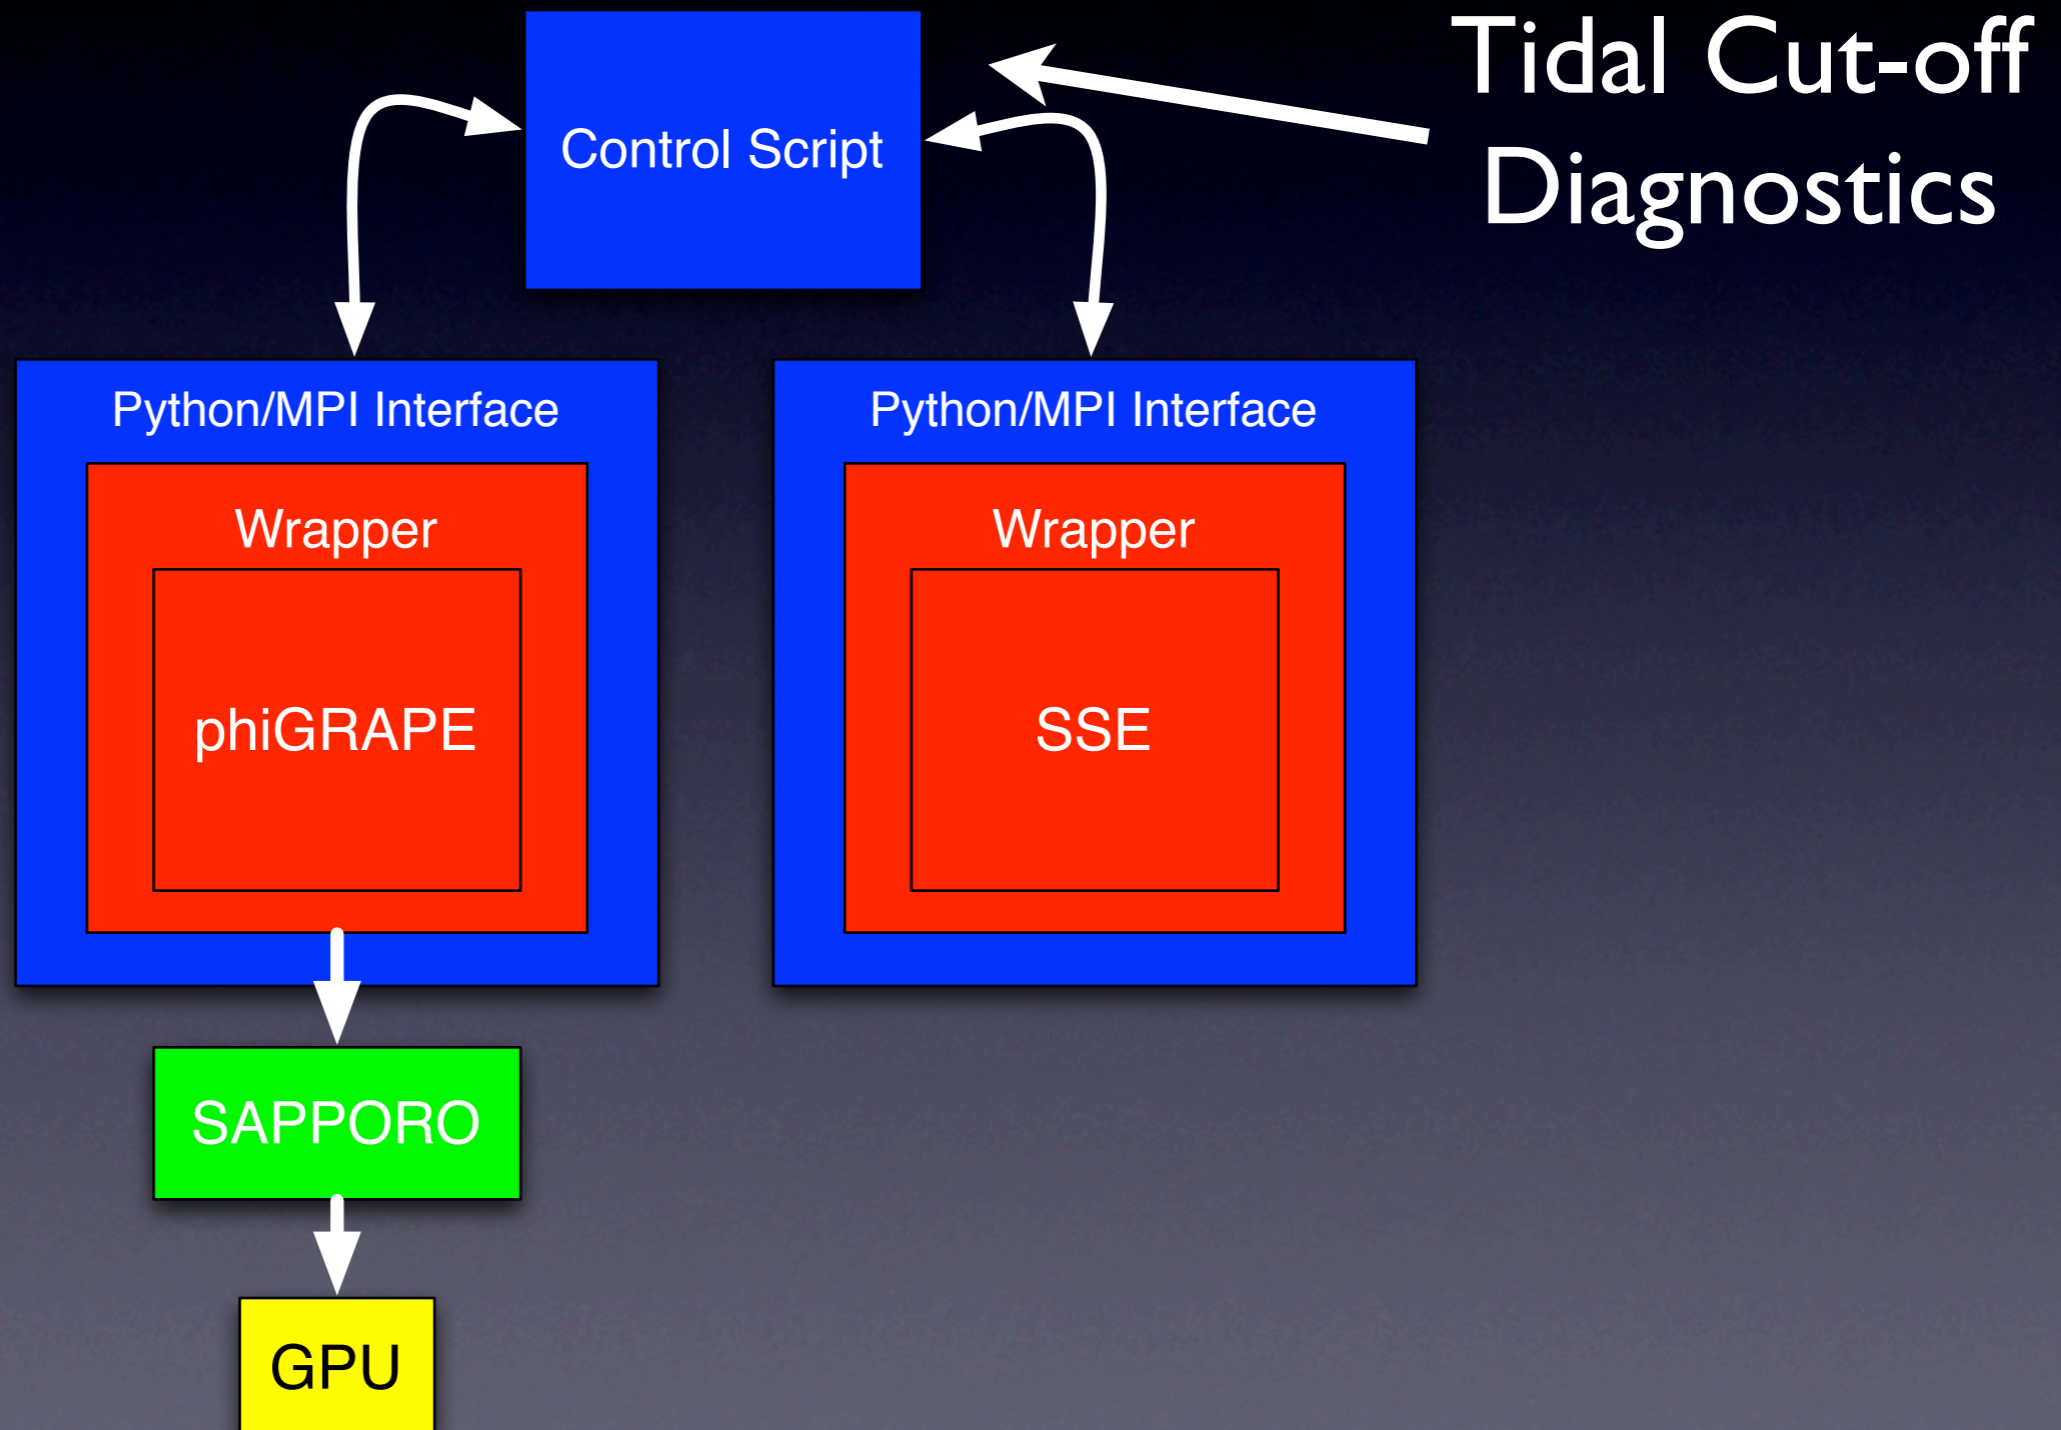 Tidal Cut-off
Diagnostics
Control Script
Python/MPI Interface
Wrapper
phiGRAPE
Python/MPI Interface
Wrapper
SSE
SAPPORO
GPU